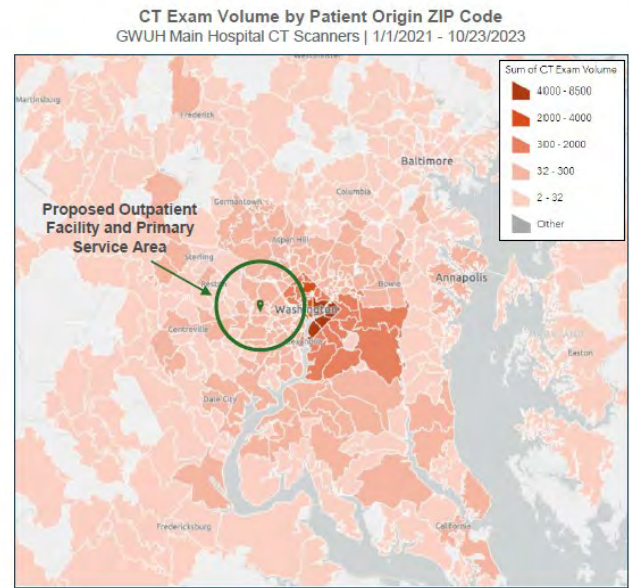 CT Exam Volume by Patient Origin ZIP Code
GWUH Main Hospital CT Scanners | 1/1/2021 - 10/23/2023
Sum of CT Exam Volume
4000 - 8500
2000 - 4000
300 - 2000
32 - 300
2 - 32
Other
Martinsburg
Frederick
Baltimore
Columbia
Germantown
Proposed Outpatient
Facility and Primary
Service Area
Aspen Hill
Sterling
Annapolis
Reston
Bowie
Washington
Centreville
Alexandria
Easton
Dale City
Fredericksburg
California